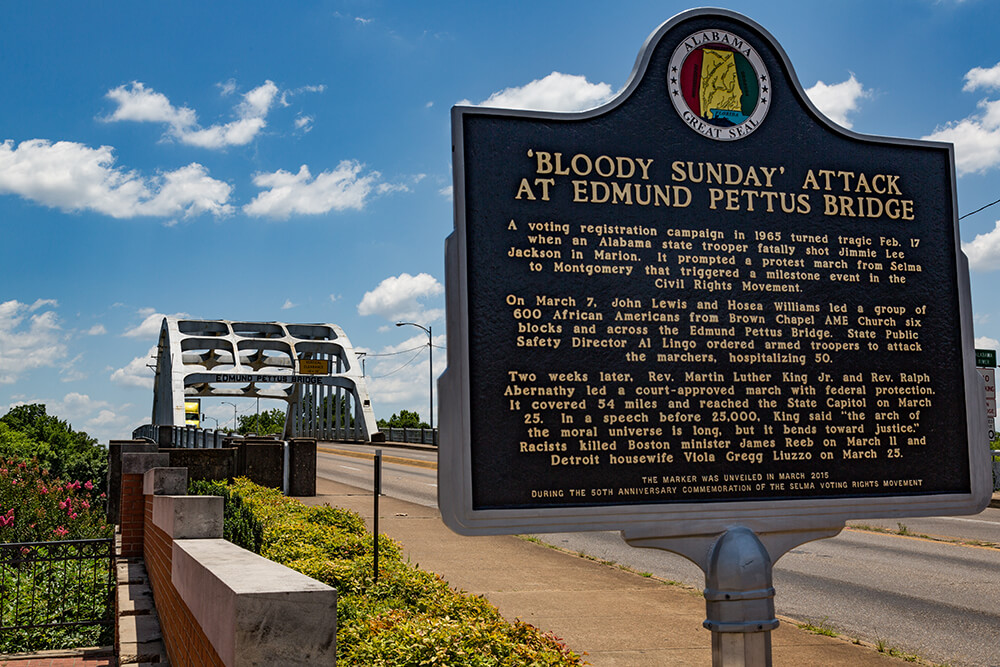 ALABAMA
GREAT SEAL
'BLOODY SUNDAY' ATTACK
AT EDMUND PETTUS BRIDGE
A voting registration campaign in 1965 turned tragic Feb. 17
when an Alabama state trooper fatally shot Jimmie Lee
Jackson in Marion. It prompted a protest march from Selma
to Montgomery that triggered a milestone event in the
Civil Rights Movement.
On March 7, John Lewis and Hosea Williams led a group of
600 African Americans from Brown Chapel AME Church six
blocks and across the Edmund Pettus Bridge. State Public
Safety Director Al Lingo ordered armed troopers to attack
the marchers, hospitalizing 50.
Two weeks later, Rev. Martin Luther King Jr. and Rev. Ralph
Abernathy led a court-approved march with federal protection.
It covered 54 miles and reached the State Capitol on March
25. In a speech before 25,000, King said "the arc of
the moral universe is long, but it bends toward justice."
Racists killed Boston minister James Reeb on March 11 and
Detroit housewife Viola Gregg Liuzzo on March 25.
THE MARKER WAS UNVEILED IN MARCH 2015
DURING THE 50TH ANNIVERSARY COMMEMORATION OF THE SELMA VOTING RIGHTS MOVEMENT
EDMUND PETTUS BRIDGE